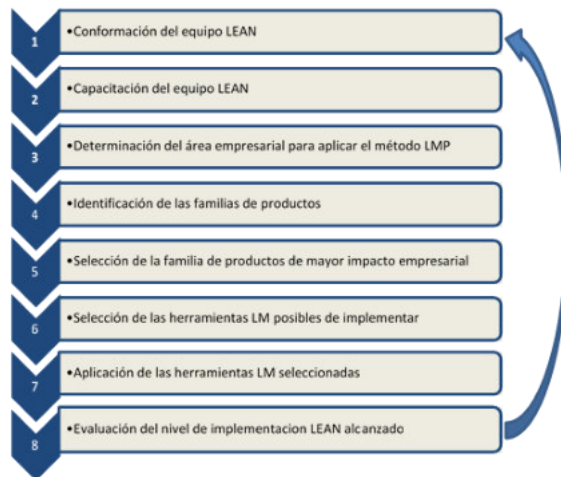 1
•Conformación del equipo LEAN
2
•Capacitación del equipo LEAN
3
•Determinación del área empresarial para aplicar el método LMP
4
•Identificación de las familias de productos
5
•Selección de la familia de productos de mayor impacto empresarial
6
•Selección de las herramientas LM posibles de implementar
7
•Aplicación de las herramientas LM seleccionadas
8
•Evaluación del nivel de implementacion LEAN alcanzado